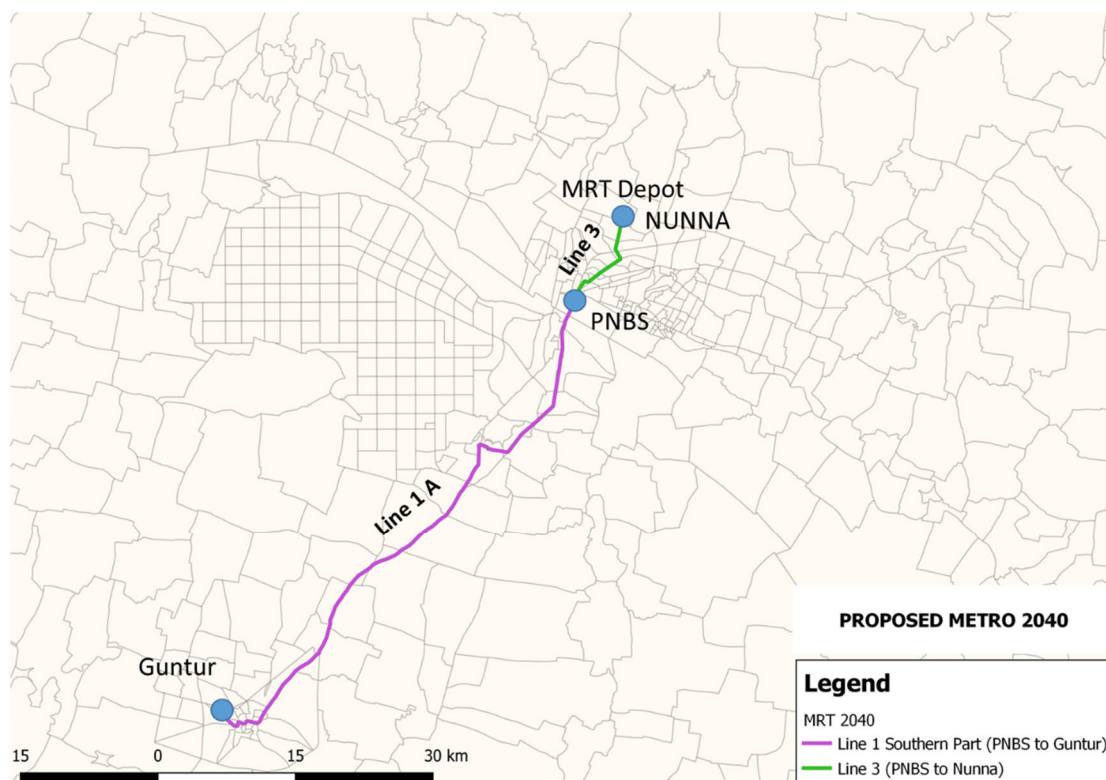 MRT Depot
NUNNA
Line 3
PNBS
Line 1 A
Guntur
15 0 15 30 km
PROPOSED METRO 2040
Legend
MRT 2040
Line 1 Southern Part (PNBS to Guntur)
Line 3 (PNBS to Nunna)